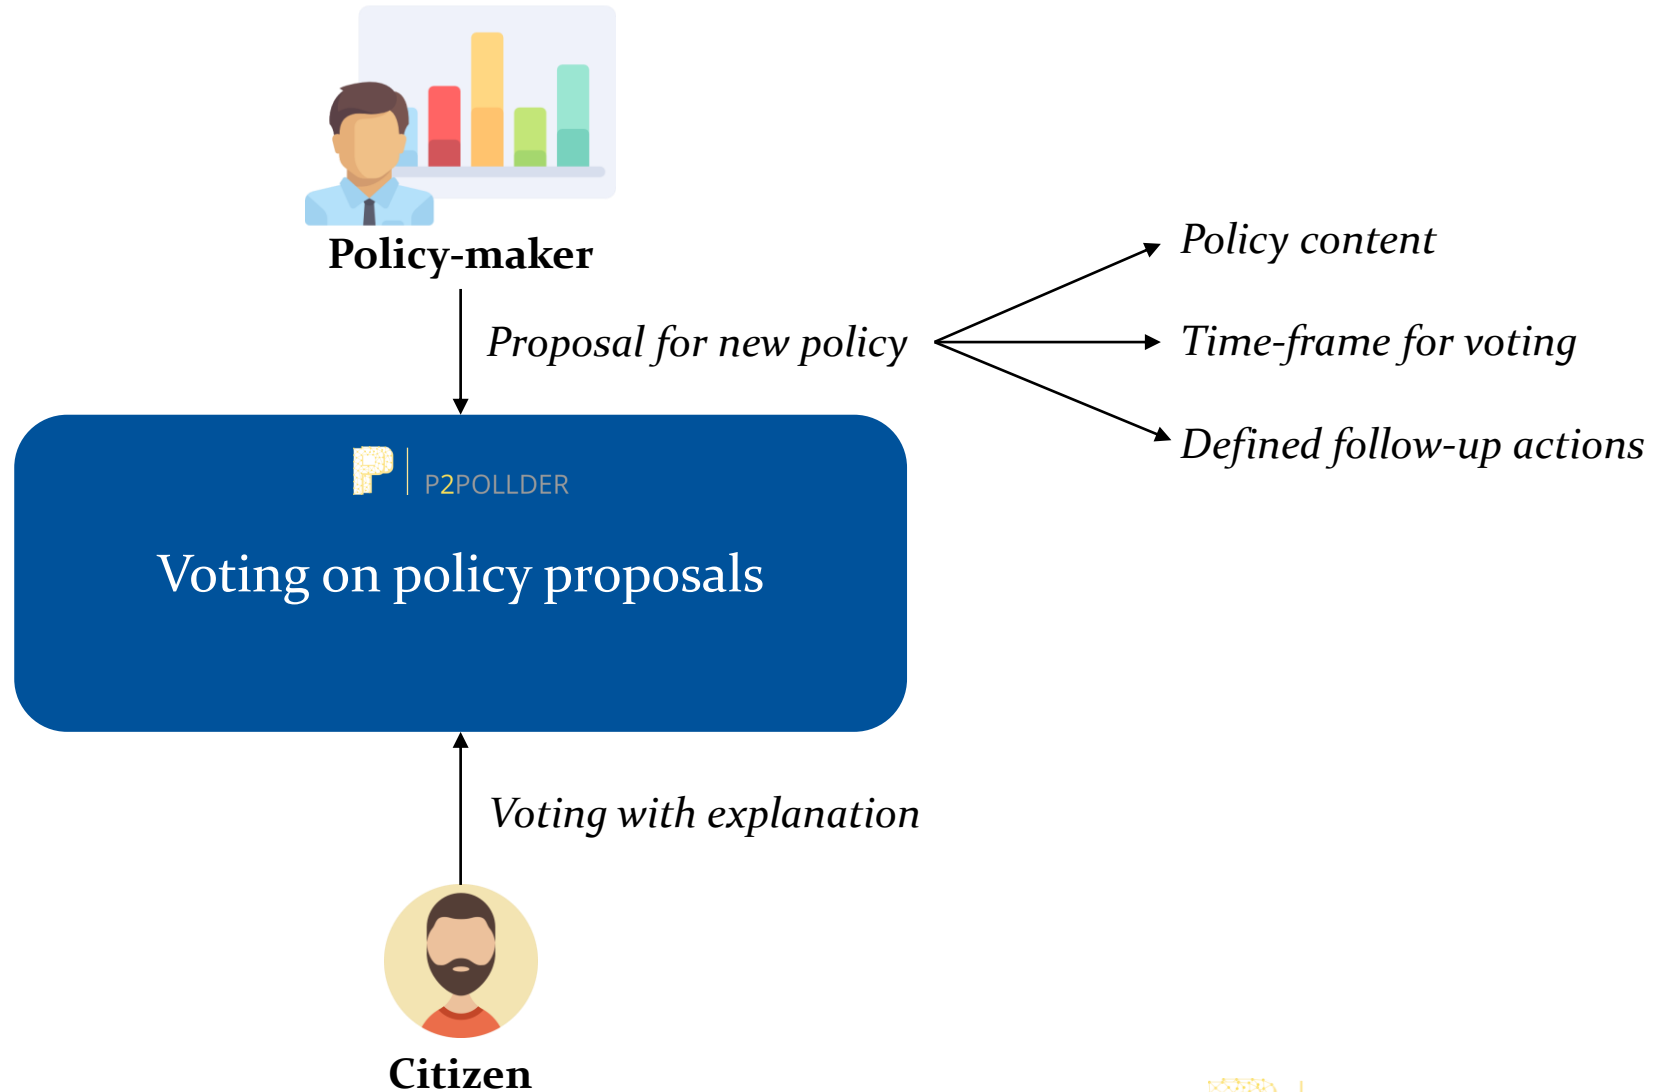 Policy-maker
Proposal for new policy
Policy content
Time-frame for voting
Defined follow-up actions
P2POLLDER
Voting on policy proposals
Voting with explanation
Citizen